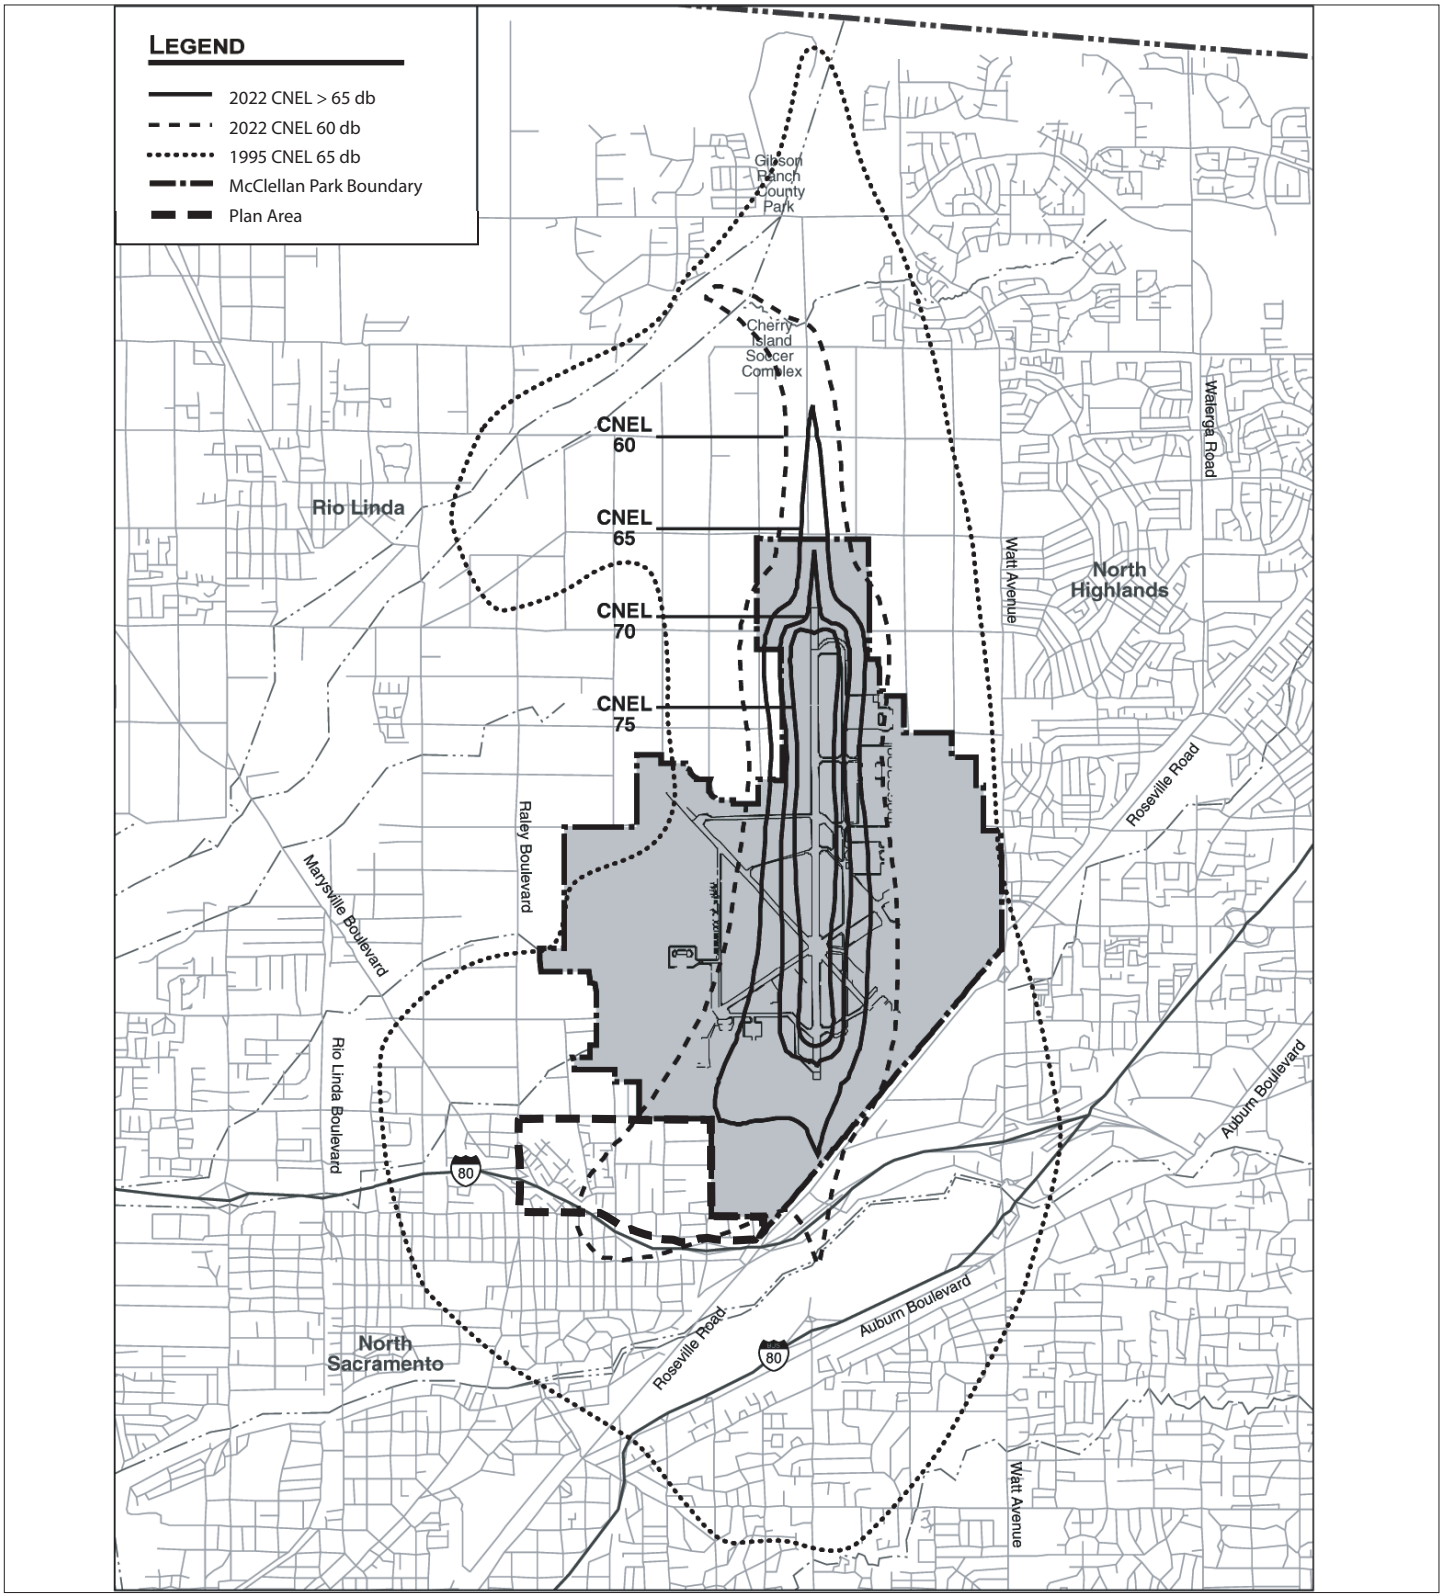 LEGEND
2022 CNEL > 65 db
2022 CNEL 60 db
1995 CNEL 65 db
McClellan Park Boundary
Plan Area
Gibson
Ranch
County
Park
Cherry
Island
Soccer
Complex
CNEL
60
Walerga Road
Rio Linda
CNEL
65
Watt Avenue
North
Highlands
CNEL
70
CNEL
75
Roseville Road
Raley Boulevard
Marysville Boulevard
Rio Linda Boulevard
Auburn Boulevard
80
North
Sacramento
Roseville Road
Auburn Boulevard
80
Watt Avenue